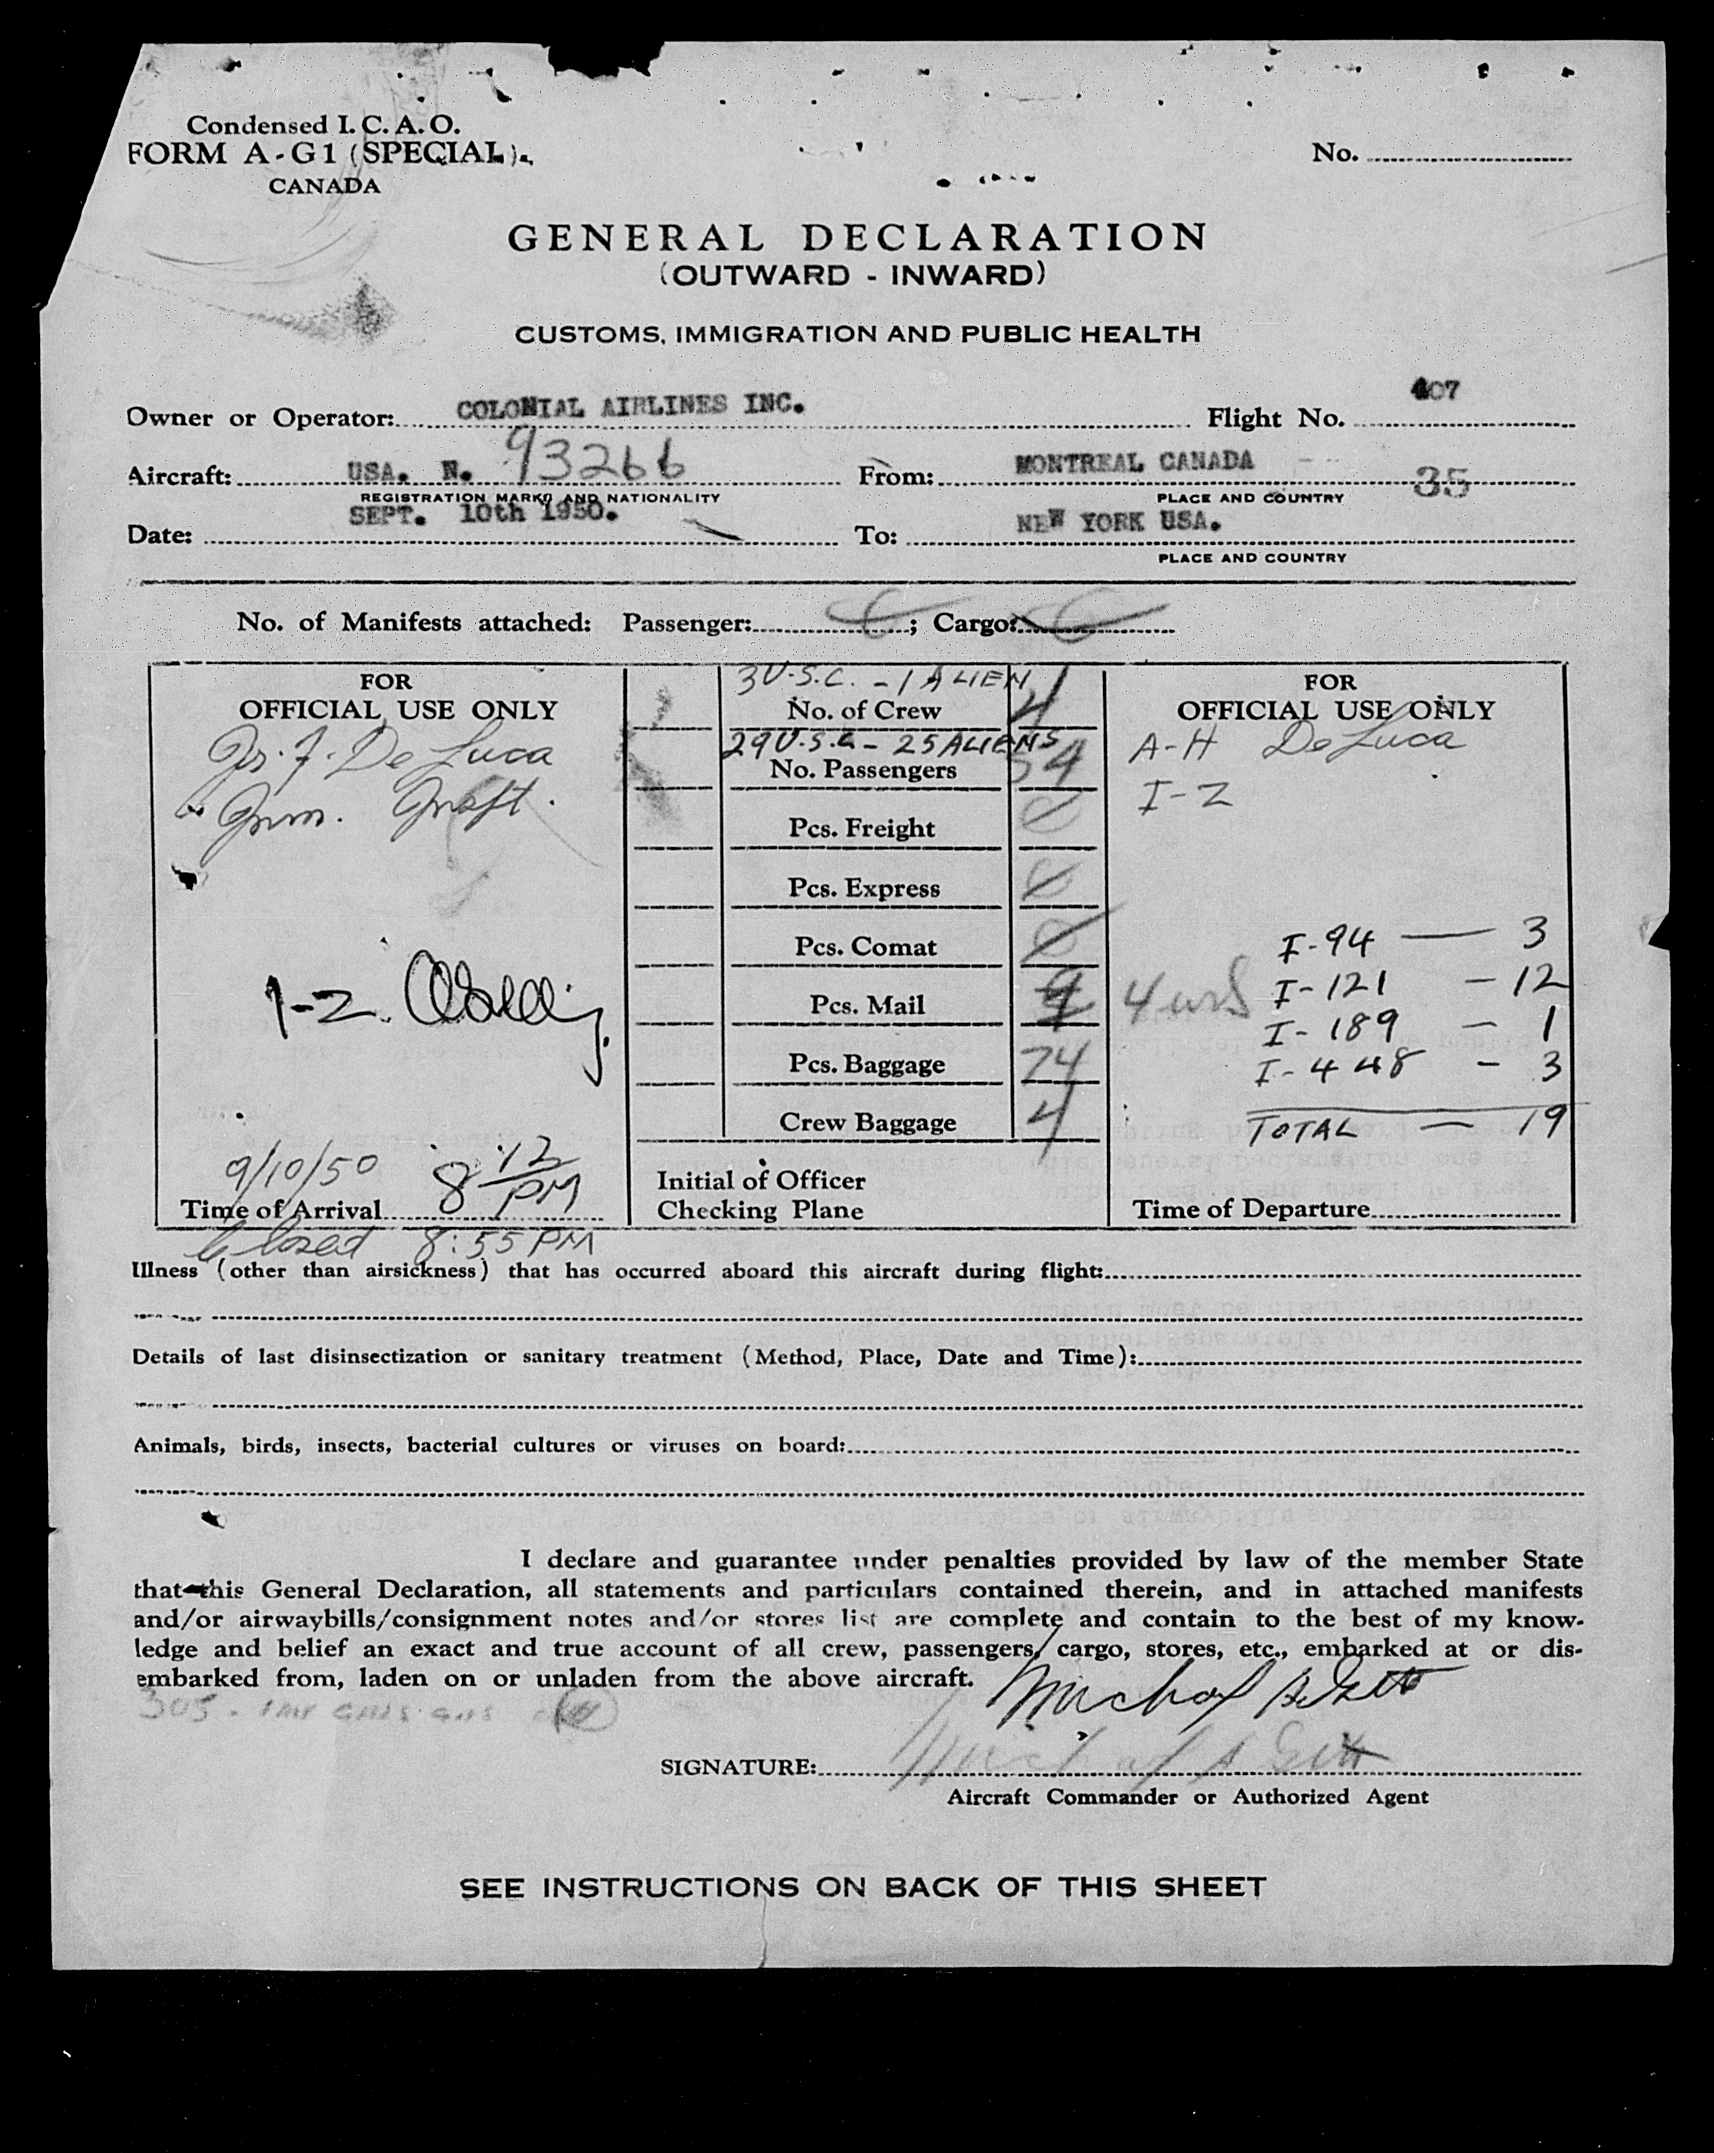 Condensed I. C. A. O.
FORM A-G1 (SPECIAL)
CANADA
No.
GENERAL DECLARATION
(OUTWARD - INWARD)
CUSTOMS, IMMIGRATION AND PUBLIC HEALTH
Owner or Operator: COLONIAL AIRLINES INC. Flight No. 407
Aircraft: USA. N. 93266 From: MONTREAL CANADA 35
REGISTRATION MARKS AND NATIONALITY PLACE AND COUNTRY
Date: SEPT. 10th 1950. To: NEW YORK USA.
PLACE AND COUNTRY
No. of Manifests attached: Passenger: ; Cargo:
FOR
OFFICIAL USE ONLY
De Luca
1-Z.
9/10/50 8 12 PM
Time of Arrival
Closed 8:55 PM
3 U.S.C. - 1 ALIEN
No. of Crew 4
29 U.S.C. - 25 ALIENS
No. Passengers 54
Pcs. Freight 0
Pcs. Express 0
Pcs. Comat 0
Pcs. Mail
Pcs. Baggage 74
Crew Baggage 4
Initial of Officer
Checking Plane
FOR
OFFICIAL USE ONLY
A-H De Luca
I-Z
I-94 — 3
I-121 - 12
I-189 - 1
I-448 - 3
TOTAL — 19
Time of Departure
Illness (other than airsickness) that has occurred aboard this aircraft during flight:
Details of last disinsectization or sanitary treatment (Method, Place, Date and Time):
Animals, birds, insects, bacterial cultures or viruses on board:
I declare and guarantee under penalties provided by law of the member State
that this General Declaration, all statements and particulars contained therein, and in attached manifests
and/or airwaybills/consignment notes and/or stores list are complete and contain to the best of my know-
ledge and belief an exact and true account of all crew, passengers, cargo, stores, etc., embarked at or dis-
embarked from, laden on or unladen from the above aircraft.
305
SIGNATURE:
Aircraft Commander or Authorized Agent
SEE INSTRUCTIONS ON BACK OF THIS SHEET